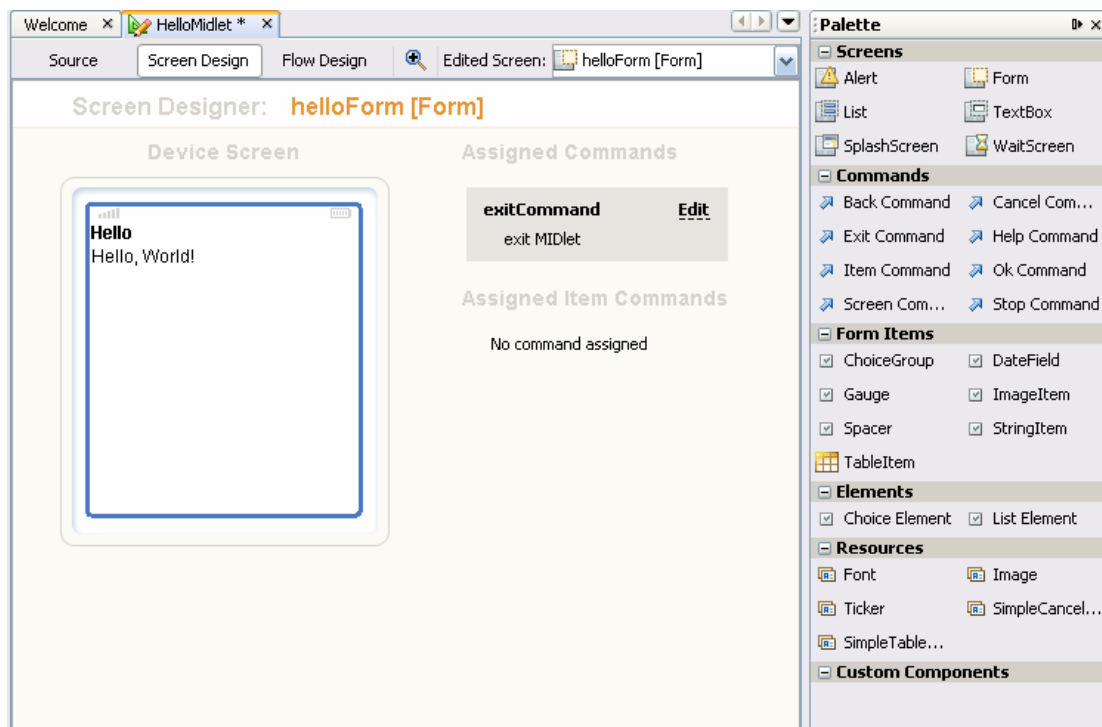 Welcome
HelloMidlet *
Source
Screen Design
Flow Design
Edited Screen:
helloForm [Form]
Screen Designer: helloForm [Form]
Device Screen
Hello
Hello, World!
Assigned Commands
exitCommand
Edit
exit MIDlet
Assigned Item Commands
No command assigned
Palette
Screens
Alert
Form
List
TextBox
SplashScreen
WaitScreen
Commands
Back Command
Cancel Com...
Exit Command
Help Command
Item Command
Ok Command
Screen Com...
Stop Command
Form Items
ChoiceGroup
DateField
Gauge
ImageItem
Spacer
StringItem
TableItem
Elements
Choice Element
List Element
Resources
Font
Image
Ticker
SimpleCancel...
SimpleTable...
Custom Components